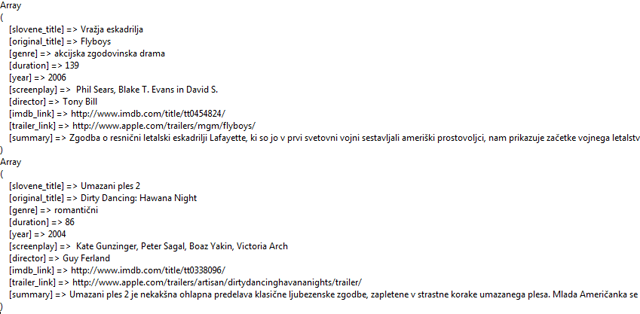 Array
(
[slovene_title] => Vražja eskadrilja
[original_title] => Flyboys
[genre] => akcijska zgodovinska drama
[duration] => 139
[year] => 2006
[screenplay] => Phil Sears, Blake T. Evans in David S.
[director] => Tony Bill
[imdb_link] => http://www.imdb.com/title/tt0454824/
[trailer_link] => http://www.apple.com/trailers/mgm/flyboys/
[summary] => Zgodba o resnični letalski eskadrilji Lafayette, ki so jo v prvi svetovni vojni sestavljali ameriški prostovoljci, nam prikazuje začetke vojnega letalstv
)
Array
(
[slovene_title] => Umazani ples 2
[original_title] => Dirty Dancing: Hawana Night
[genre] => romantični
[duration] => 86
[year] => 2004
[screenplay] => Kate Gunzinger, Peter Sagal, Boaz Yakin, Victoria Arch
[director] => Guy Ferland
[imdb_link] => http://www.imdb.com/title/tt0338096/
[trailer_link] => http://www.apple.com/trailers/artisan/dirtydancinghavananights/trailer/
[summary] => Umazani ples 2 je nekakšna ohlapna predelava klasične ljubezenske zgodbe, zapletene v strastne korake umazanega plesa. Mlada Američanka se
)